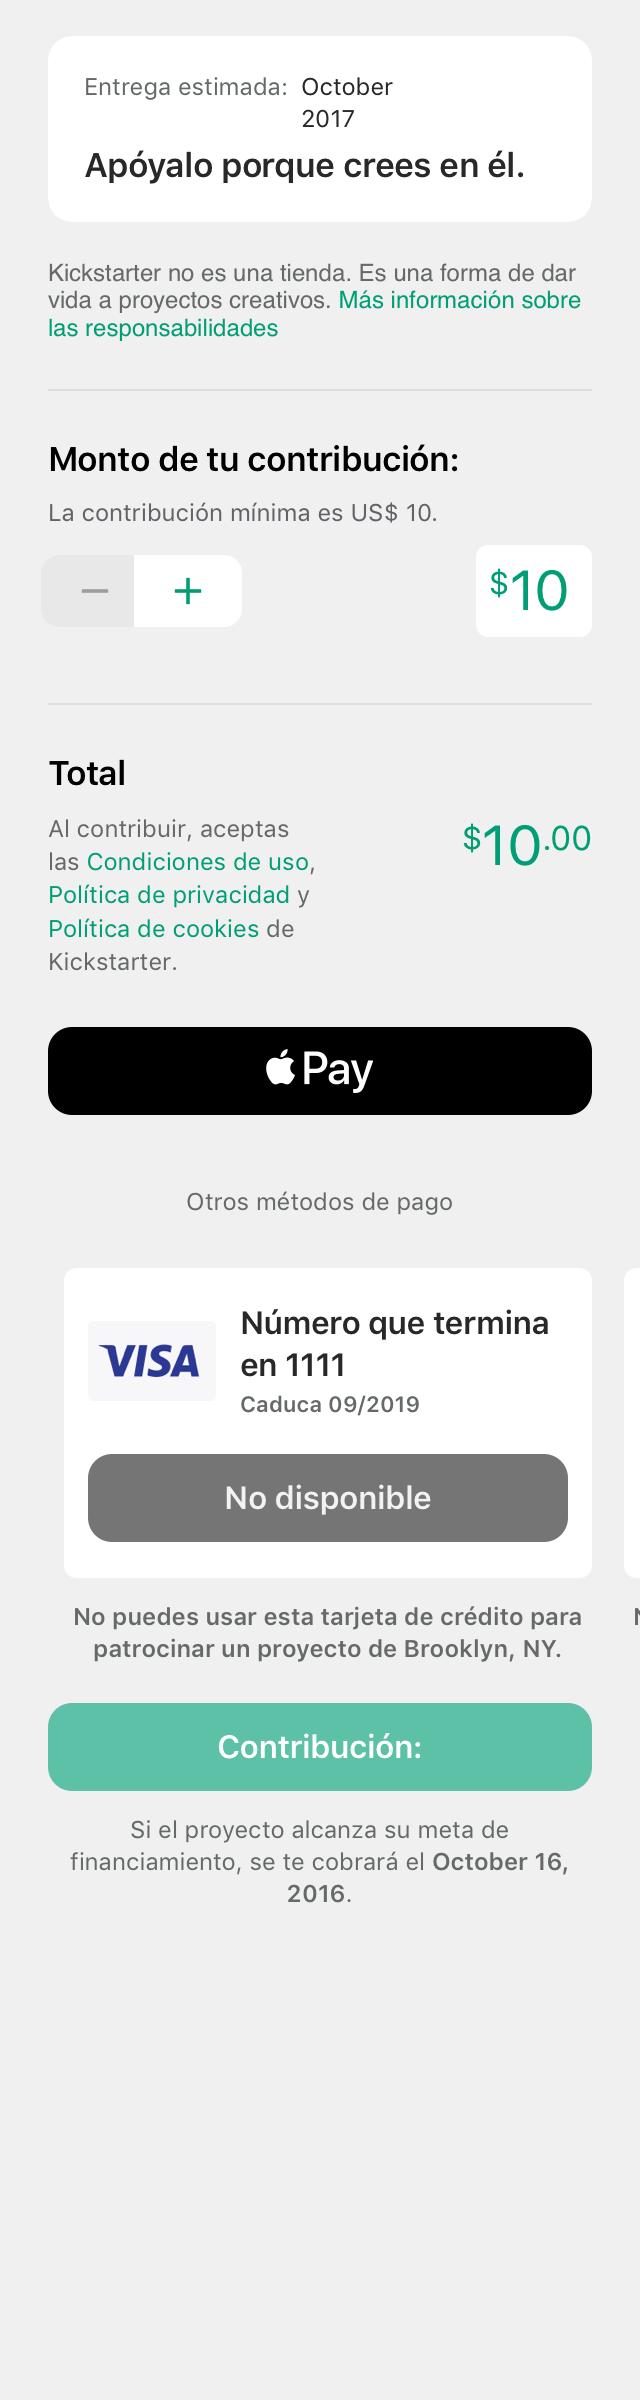 Entrega estimada: October
2017
Apóyalo porque crees en él.
Kickstarter no es una tienda. Es una forma de dar
vida a proyectos creativos. Más información sobre
las responsabilidades
Monto de tu contribución:
La contribución mínima es US$ 10.
− +
$10
Total
Al contribuir, aceptas
las Condiciones de uso,
Política de privacidad y
Política de cookies de
Kickstarter.
$10.00
Pay
Otros métodos de pago
VISA
Número que termina
en 1111
Caduca 09/2019
No disponible
No puedes usar esta tarjeta de crédito para
patrocinar un proyecto de Brooklyn, NY.
Contribución:
Si el proyecto alcanza su meta de
financiamiento, se te cobrará el October 16,
2016.